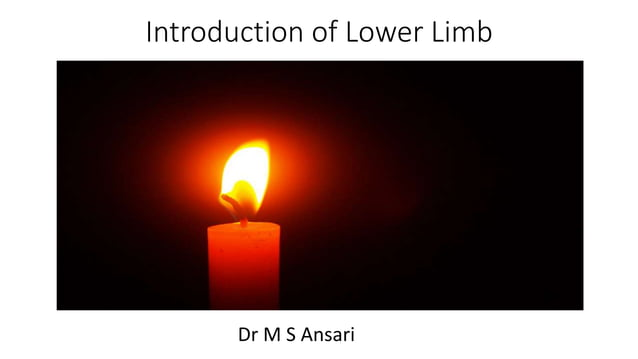 Introduction of Lower Limb
Dr M S Ansari